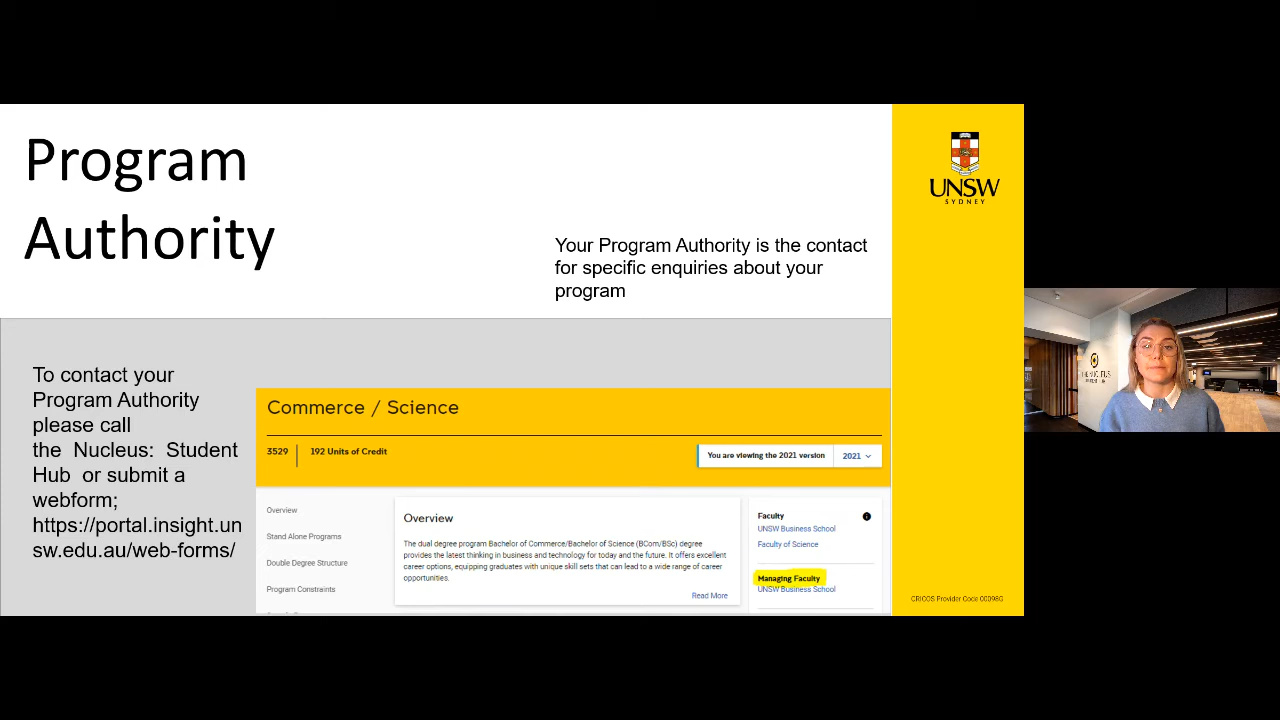 Program
Authority
Your Program Authority is the contact
for specific enquiries about your
program
UNSW
SYDNEY
To contact your
Program Authority
please call
the Nucleus: Student
Hub or submit a
webform;
https://portal.insight.un
sw.edu.au/web-forms/
Commerce / Science
3529
192 Units of Credit
You are viewing the 2021 version
2021
Overview
Stand Alone Programs
Double Degree Structure
Program Constraints
Overview
The dual degree program Bachelor of Commerce/Bachelor of Science (BCom/BSc) degree
provides the latest thinking in business and technology for today and the future. It offers excellent
career options, equipping graduates with unique skill sets that can lead to a wide range of career
opportunities.
Read More
Faculty
UNSW Business School
Faculty of Science
Managing Faculty
UNSW Business School
CRICOS Provider Code 00098G
THE NUCLEUS